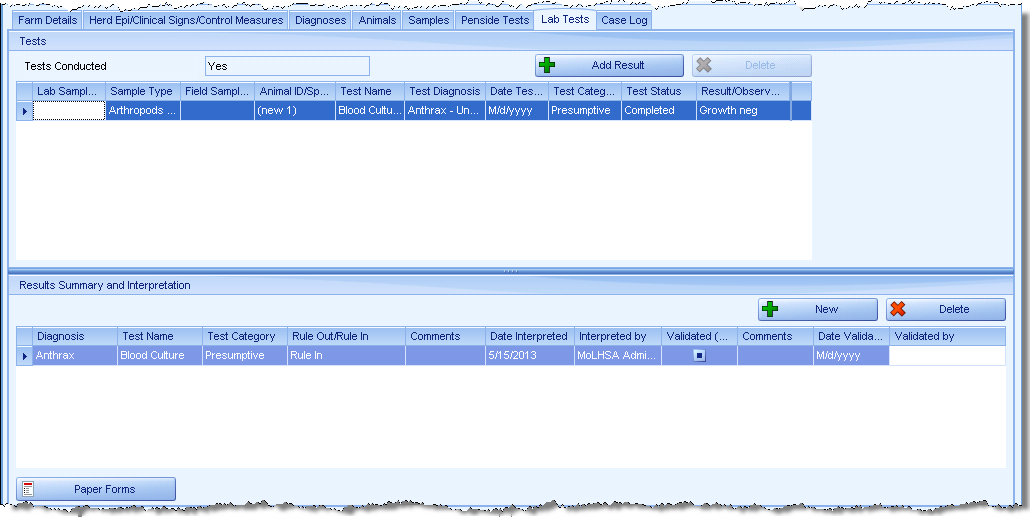 Farm Details Herd Epi/Clinical Signs/Control Measures Diagnoses Animals Samples Penside Tests Lab Tests Case Log
Tests
Tests Conducted Yes Add Result Delete
Lab Sampl... Sample Type Field Sampl... Animal ID/Sp... Test Name Test Diagnosis Date Tes... Test Categ... Test Status Result/Observ...
Arthropods ... (new 1) Blood Cultu... Anthrax - Un... M/d/yyyy Presumptive Completed Growth neg
Results Summary and Interpretation
New Delete
Diagnosis Test Name Test Category Rule Out/Rule In Comments Date Interpreted Interpreted by Validated (... Comments Date Valida... Validated by
Anthrax Blood Culture Presumptive Rule In 5/15/2013 MoLHSA Admi... M/d/yyyy
Paper Forms